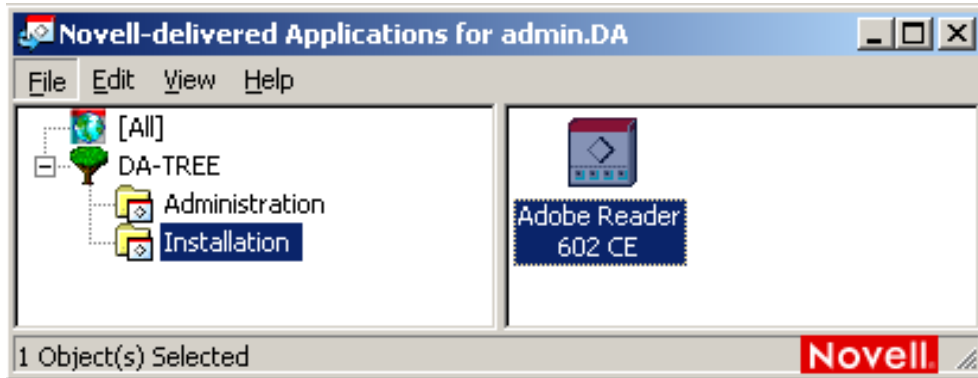 Novell-delivered Applications for admin.DA
File Edit View Help
[All]
DA-TREE
Administration
Installation
Adobe Reader
602 CE
1 Object(s) Selected
Novell.